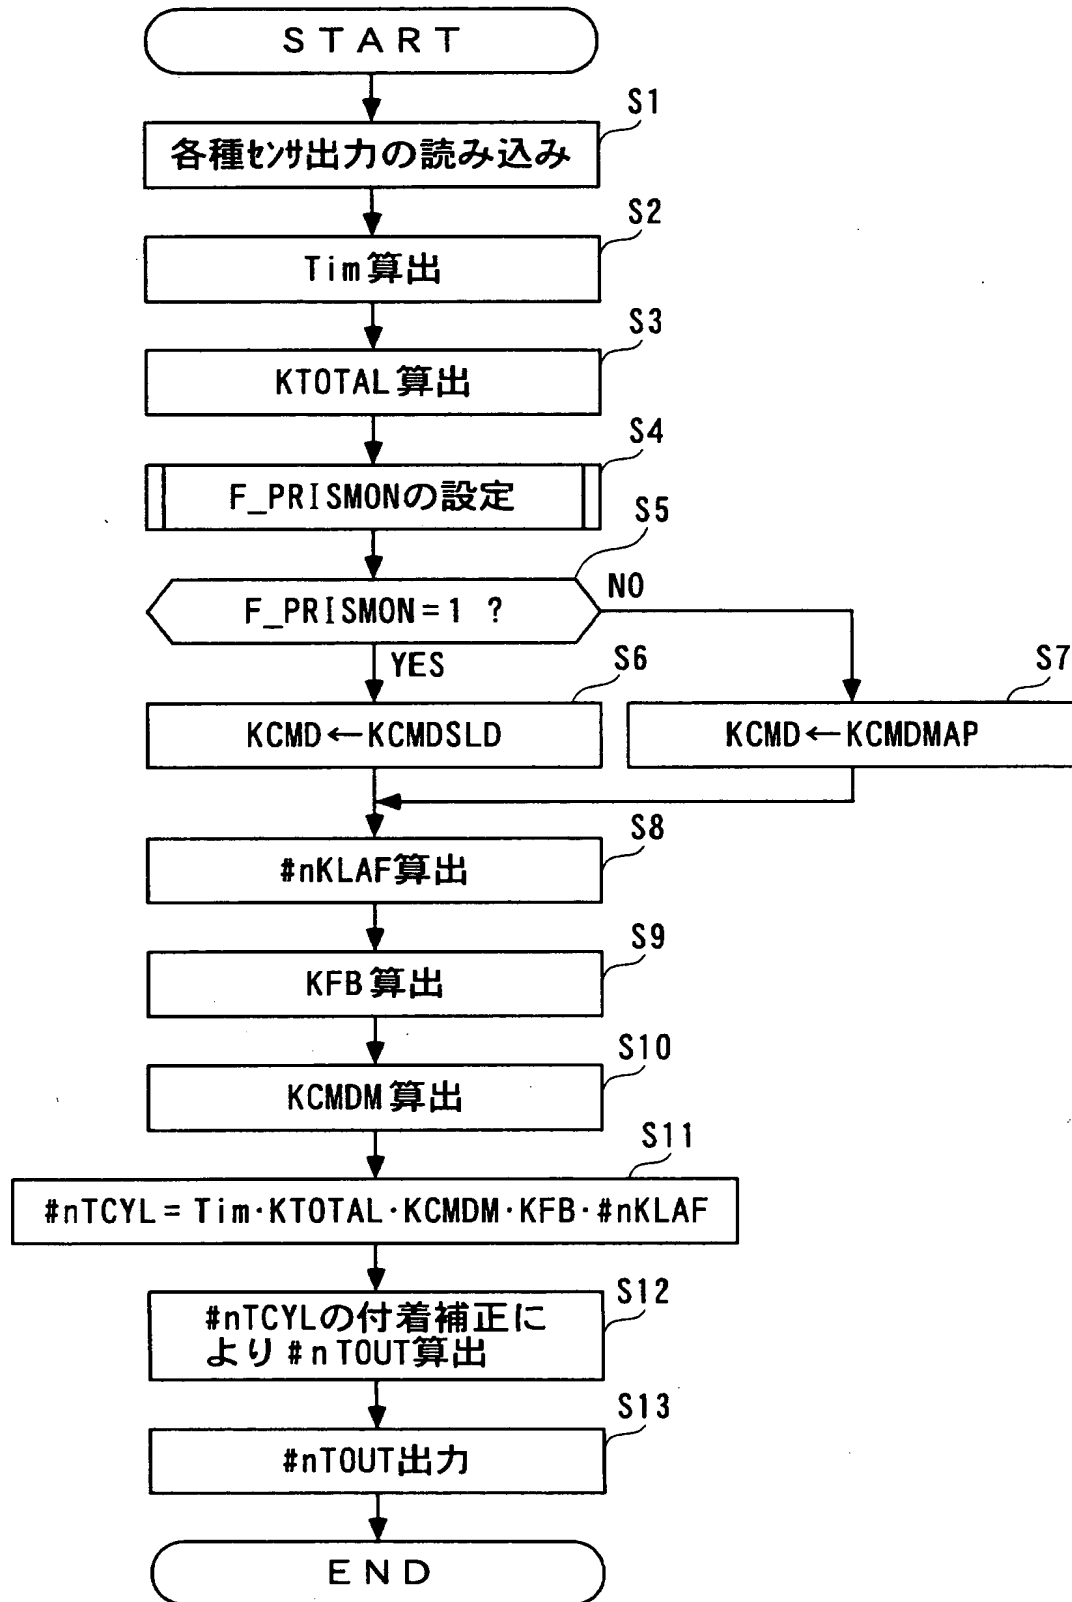 START
S1
各種ｾﾝｻ出力の読み込み
S2
Tim算出
S3
KTOTAL算出
S4
F_PRISMONの設定
S5
F_PRISMON=1 ?
NO
YES
S6
KCMD←KCMDSLD
S7
KCMD←KCMDMAP
S8
#nKLAF算出
S9
KFB算出
S10
KCMDM算出
S11
#nTCYL=Tim·KTOTAL·KCMDM·KFB·#nKLAF
S12
#nTCYLの付着補正に
より#nTOUT算出
S13
#nTOUT出力
END